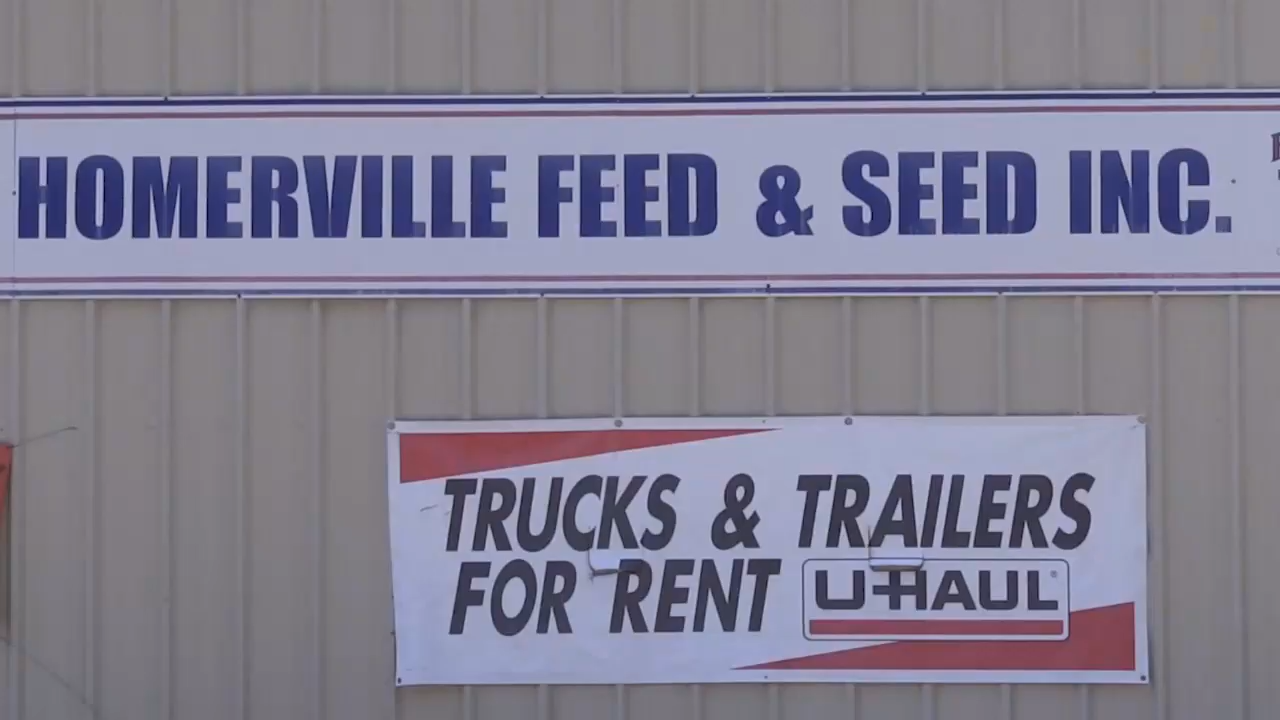 HOMERVILLE FEED & SEED INC.
TRUCKS & TRAILERS
FOR RENT U-HAUL®